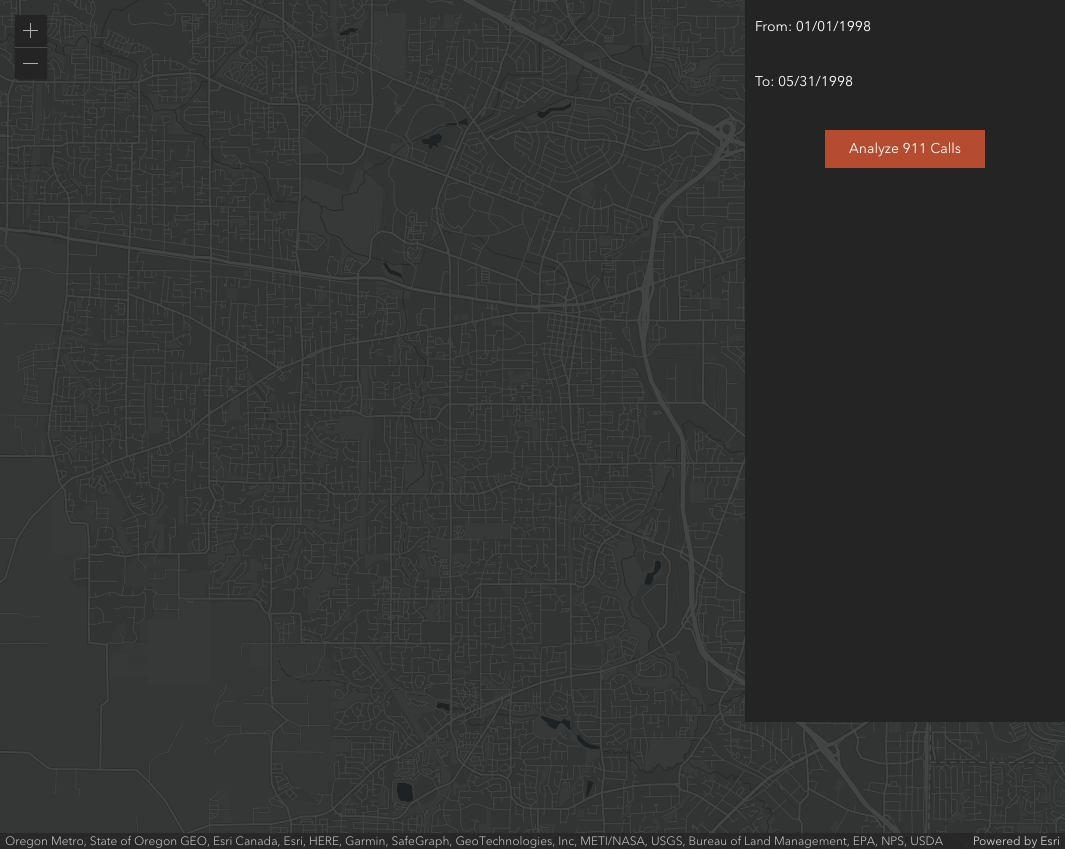 From: 01/01/1998
To: 05/31/1998
Analyze 911 Calls
Oregon Metro, State of Oregon GEO, Esri Canada, Esri, HERE, Garmin, SafeGraph, GeoTechnologies, Inc, METI/NASA, USGS, Bureau of Land Management, EPA, NPS, USDA
Powered by Esri